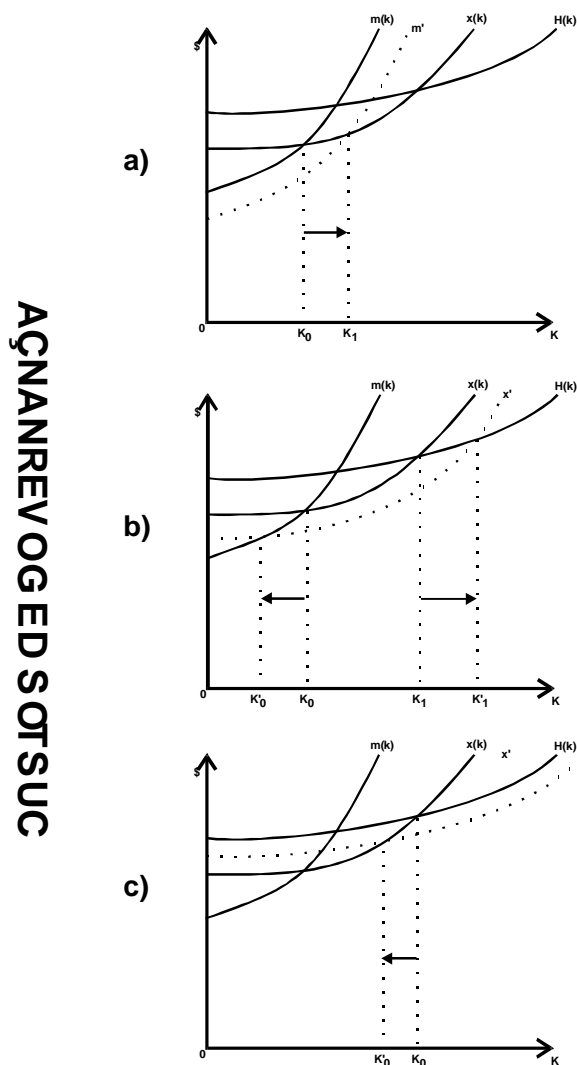 AÇNANREVOG ED SOTSUC
a)
$
m(k)
m'
x(k)
H(k)
0
K₀
K₁
K
b)
$
m(k)
x(k)
x'
H(k)
0
K'₀
K₀
K₁
K'₁
K
c)
$
m(k)
x(k)
x'
H(k)
0
K'₀
K₀
K